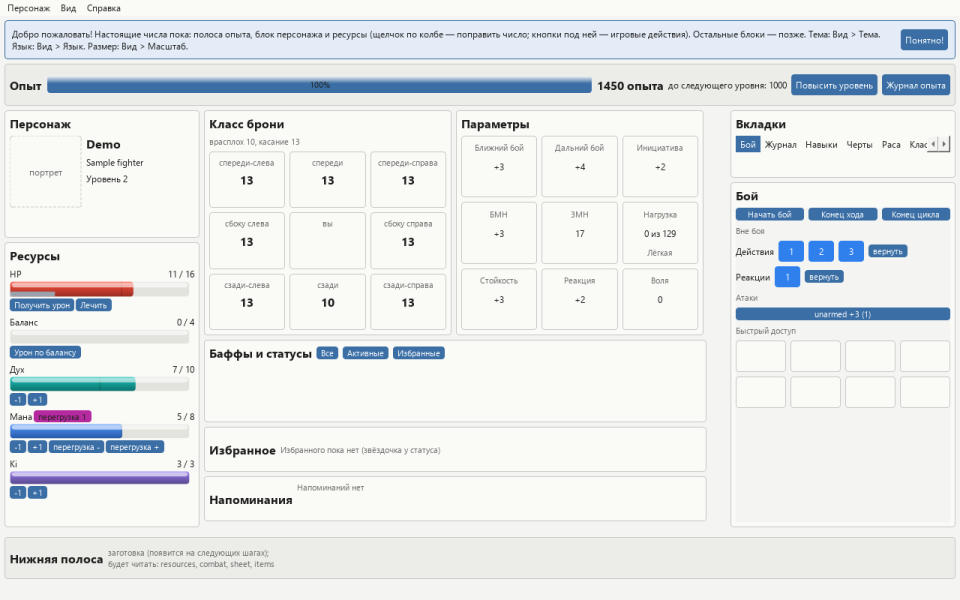 Персонаж Вид Справка
Добро пожаловать! Настоящие числа пока: полоса опыта, блок персонажа и ресурсы (щелчок по колбе — поправить число; кнопки под ней — игровые действия). Остальные блоки — позже. Тема: Вид > Тема.
Язык: Вид > Язык. Размер: Вид > Масштаб.
Понятно!
Опыт 100% 1450 опыта до следующего уровня: 1000 Повысить уровень Журнал опыта
Персонаж
портрет
Demo
Sample fighter
Уровень 2
Ресурсы
HP 11 / 16
Получить урон Лечить
Баланс 0 / 4
Урон по балансу
Дух 7 / 10
-1 +1
Мана перегрузка 1 5 / 8
-1 +1 перегрузка - перегрузка +
Ki 3 / 3
-1 +1
Класс брони
врасплох 10, касание 13
спереди-слева спереди спереди-справа
13 13 13
сбоку слева вы сбоку справа
13 13
сзади-слева сзади сзади-справа
13 10 13
Параметры
Ближний бой Дальний бой Инициатива
+3 +4 +2
БМН ЗМН Нагрузка
+3 17 0 из 129
Лёгкая
Стойкость Реакция Воля
+3 +2 0
Баффы и статусы Все Активные Избранные
Избранное Избранного пока нет (звёздочка у статуса)
Напоминания Напоминаний нет
Вкладки
Бой Журнал Навыки Черты Раса Клас
Бой
Начать бой Конец хода Конец цикла
Вне боя
Действия 1 2 3 вернуть
Реакции 1 вернуть
Атаки
unarmed +3 (1)
Быстрый доступ
Нижняя полоса
заготовка (появится на следующих шагах);
будет читать: resources, combat, sheet, items